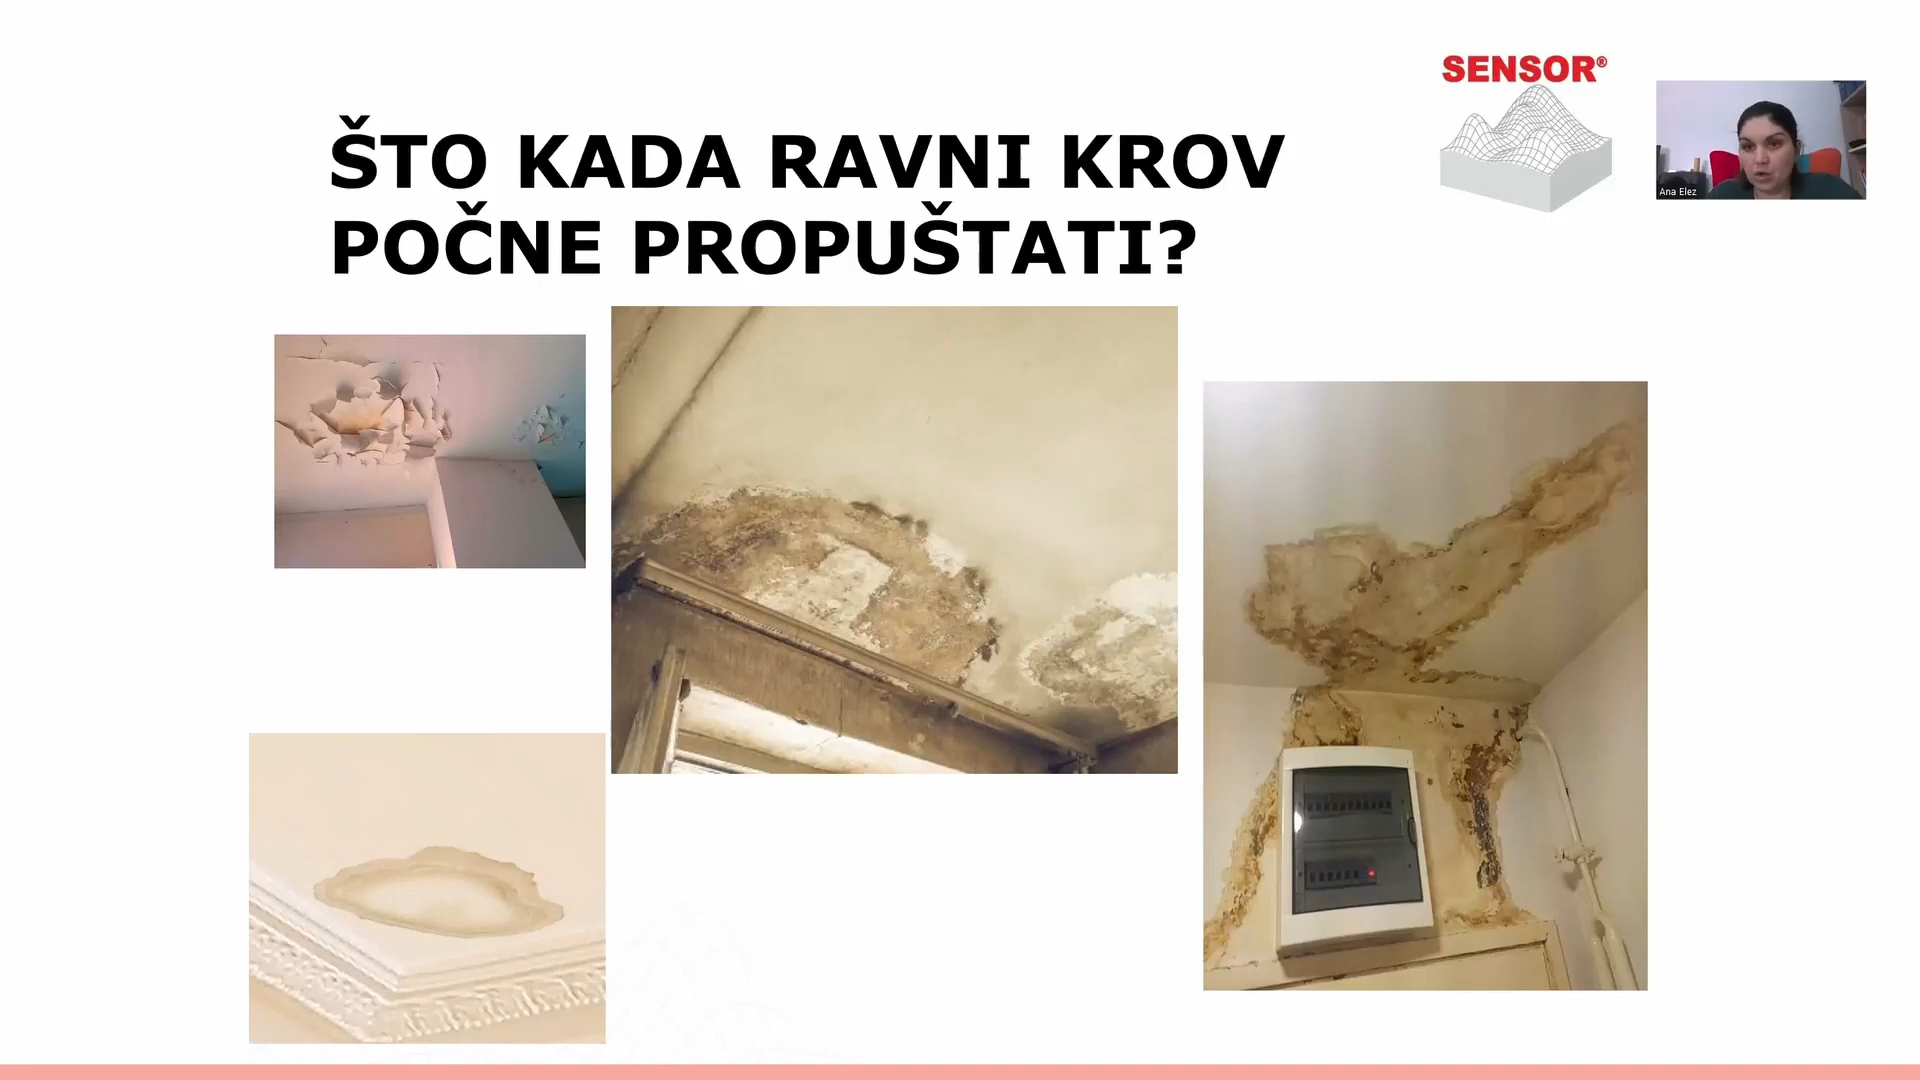 SENSOR®
ŠTO KADA RAVNI KROV
POČNE PROPUŠTATI?
Ana Elez